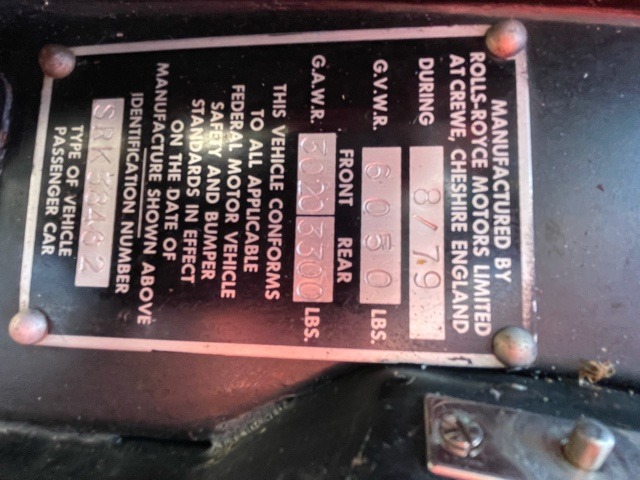 MANUFACTURED BY
ROLLS-ROYCE MOTORS LIMITED
AT CREWE, CHESHIRE ENGLAND
DURING 8/79
G.V.W.R. 6050 LBS.
FRONT REAR
G.A.W.R. 3020 3300 LBS.
THIS VEHICLE CONFORMS
TO ALL APPLICABLE
FEDERAL MOTOR VEHICLE
SAFETY AND BUMPER
STANDARDS IN EFFECT
ON THE DATE OF
MANUFACTURE SHOWN ABOVE
IDENTIFICATION NUMBER
SRK38462
TYPE OF VEHICLE
PASSENGER CAR